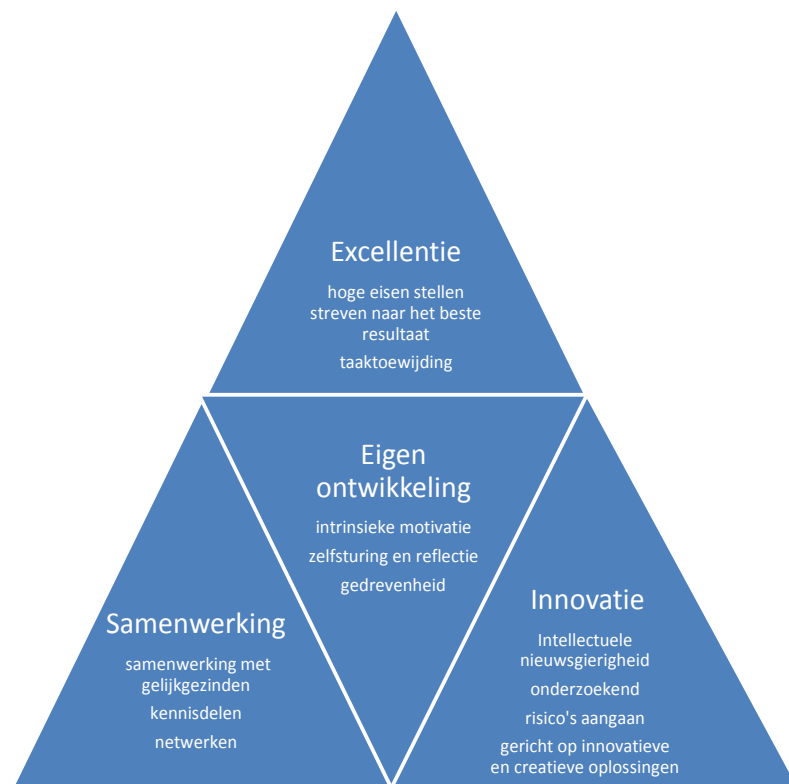 Excellentie
hoge eisen stellen
streven naar het beste
resultaat
taaktoewijding
Eigen
ontwikkeling
intrinsieke motivatie
zelfsturing en reflectie
gedrevenheid
Samenwerking
samenwerking met
gelijkgezinden
kennisdelen
netwerken
Innovatie
Intellectuele
nieuwsgierigheid
onderzoekend
risico's aangaan
gericht op innovatieve
en creatieve oplossingen